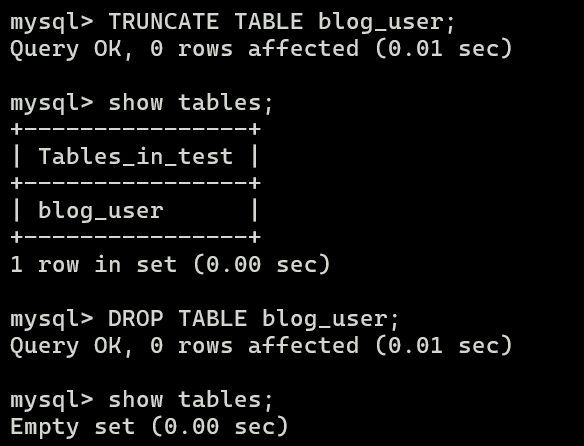 mysql> TRUNCATE TABLE blog_user;
Query OK, 0 rows affected (0.01 sec)
mysql> show tables;
+----------------+
| Tables_in_test |
+----------------+
| blog_user      |
+----------------+
1 row in set (0.00 sec)
mysql> DROP TABLE blog_user;
Query OK, 0 rows affected (0.01 sec)
mysql> show tables;
Empty set (0.00 sec)